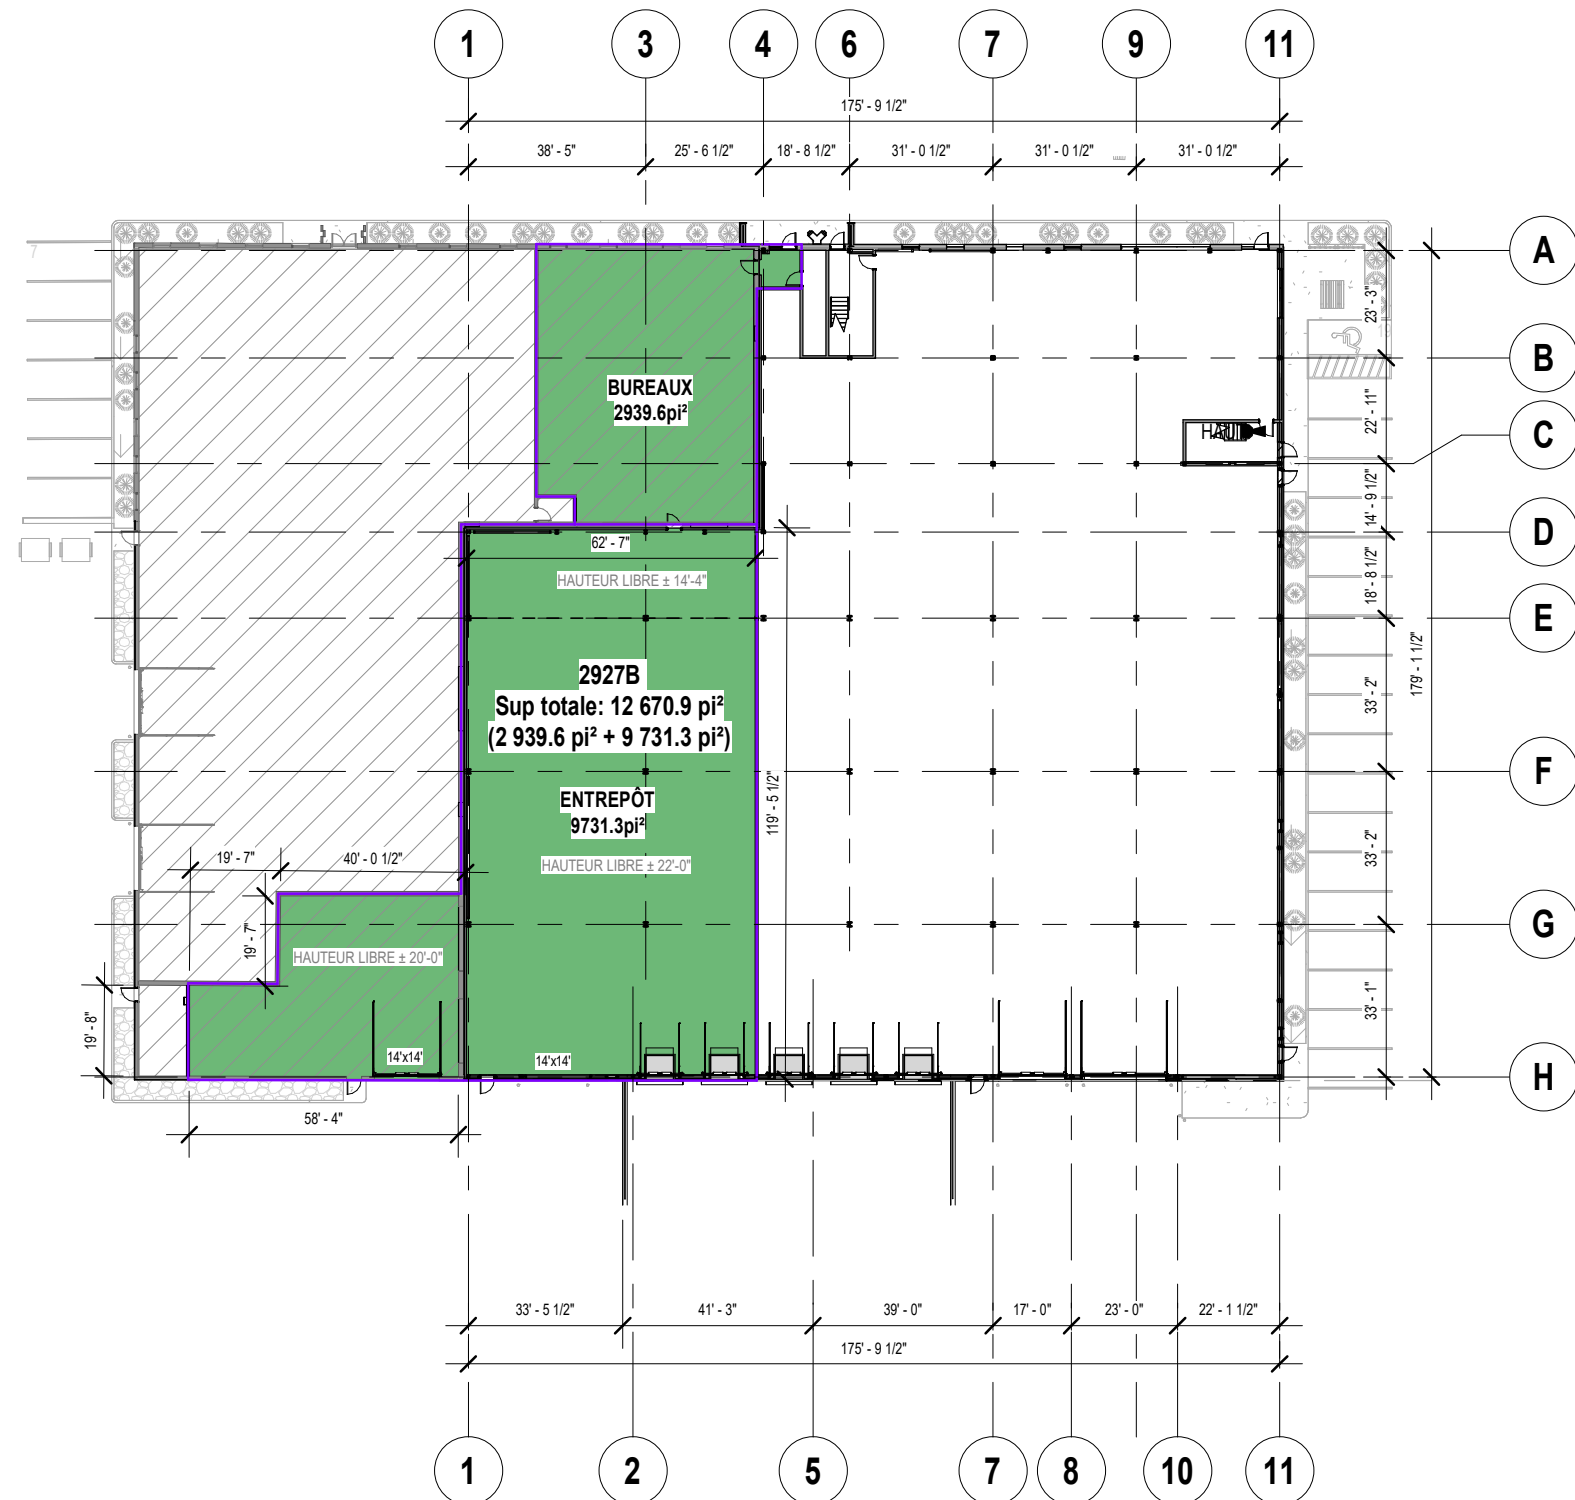 1 3 4 6 7 9 11
175' - 9 1/2"
38' - 5" 25' - 6 1/2" 18' - 8 1/2" 31' - 0 1/2" 31' - 0 1/2" 31' - 0 1/2"
7
A
23' - 3"
19
B
BUREAUX
2939.6pi²
22' - 11"
HAUT
C
14' - 9 1/2"
D
62' - 7"
HAUTEUR LIBRE ± 14'-4"
18' - 8 1/2"
E
179' - 1 1/2"
2927B
Sup totale: 12 670.9 pi²
(2 939.6 pi² + 9 731.3 pi²)
33' - 2"
F
ENTREPÔT
9731.3pi²
119' - 5 1/2"
HAUTEUR LIBRE ± 22'-0"
33' - 2"
19' - 7" 40' - 0 1/2"
G
19' - 7"
HAUTEUR LIBRE ± 20'-0"
33' - 1"
19' - 8"
14'x14' 14'x14'
H
58' - 4"
33' - 5 1/2" 41' - 3" 39' - 0" 17' - 0" 23' - 0" 22' - 1 1/2"
175' - 9 1/2"
1 2 5 7 8 10 11